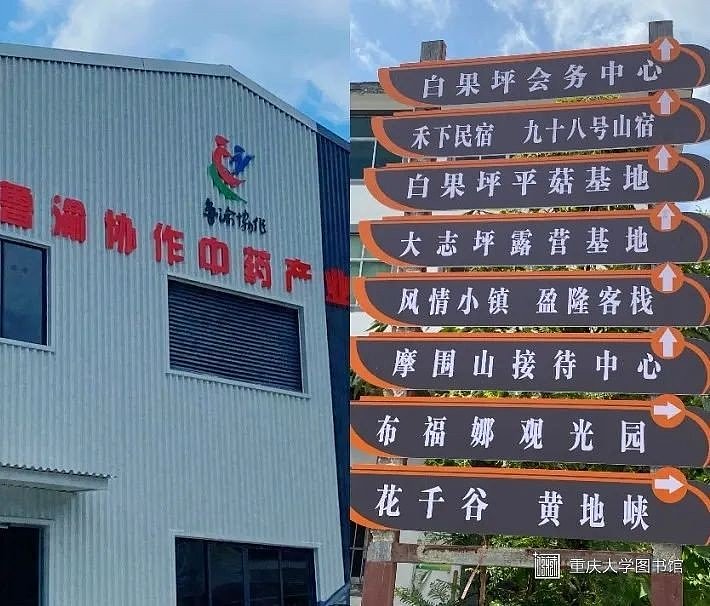 鲁渝协作
鲁渝协作中药产业
白果坪会务中心
禾下民宿 九十八号山宿
白果坪平菇基地
大志坪露营基地
风情小镇 盈隆客栈
摩围山接待中心
布福娜观光园
花千谷 黄地峡
重庆大学图书馆